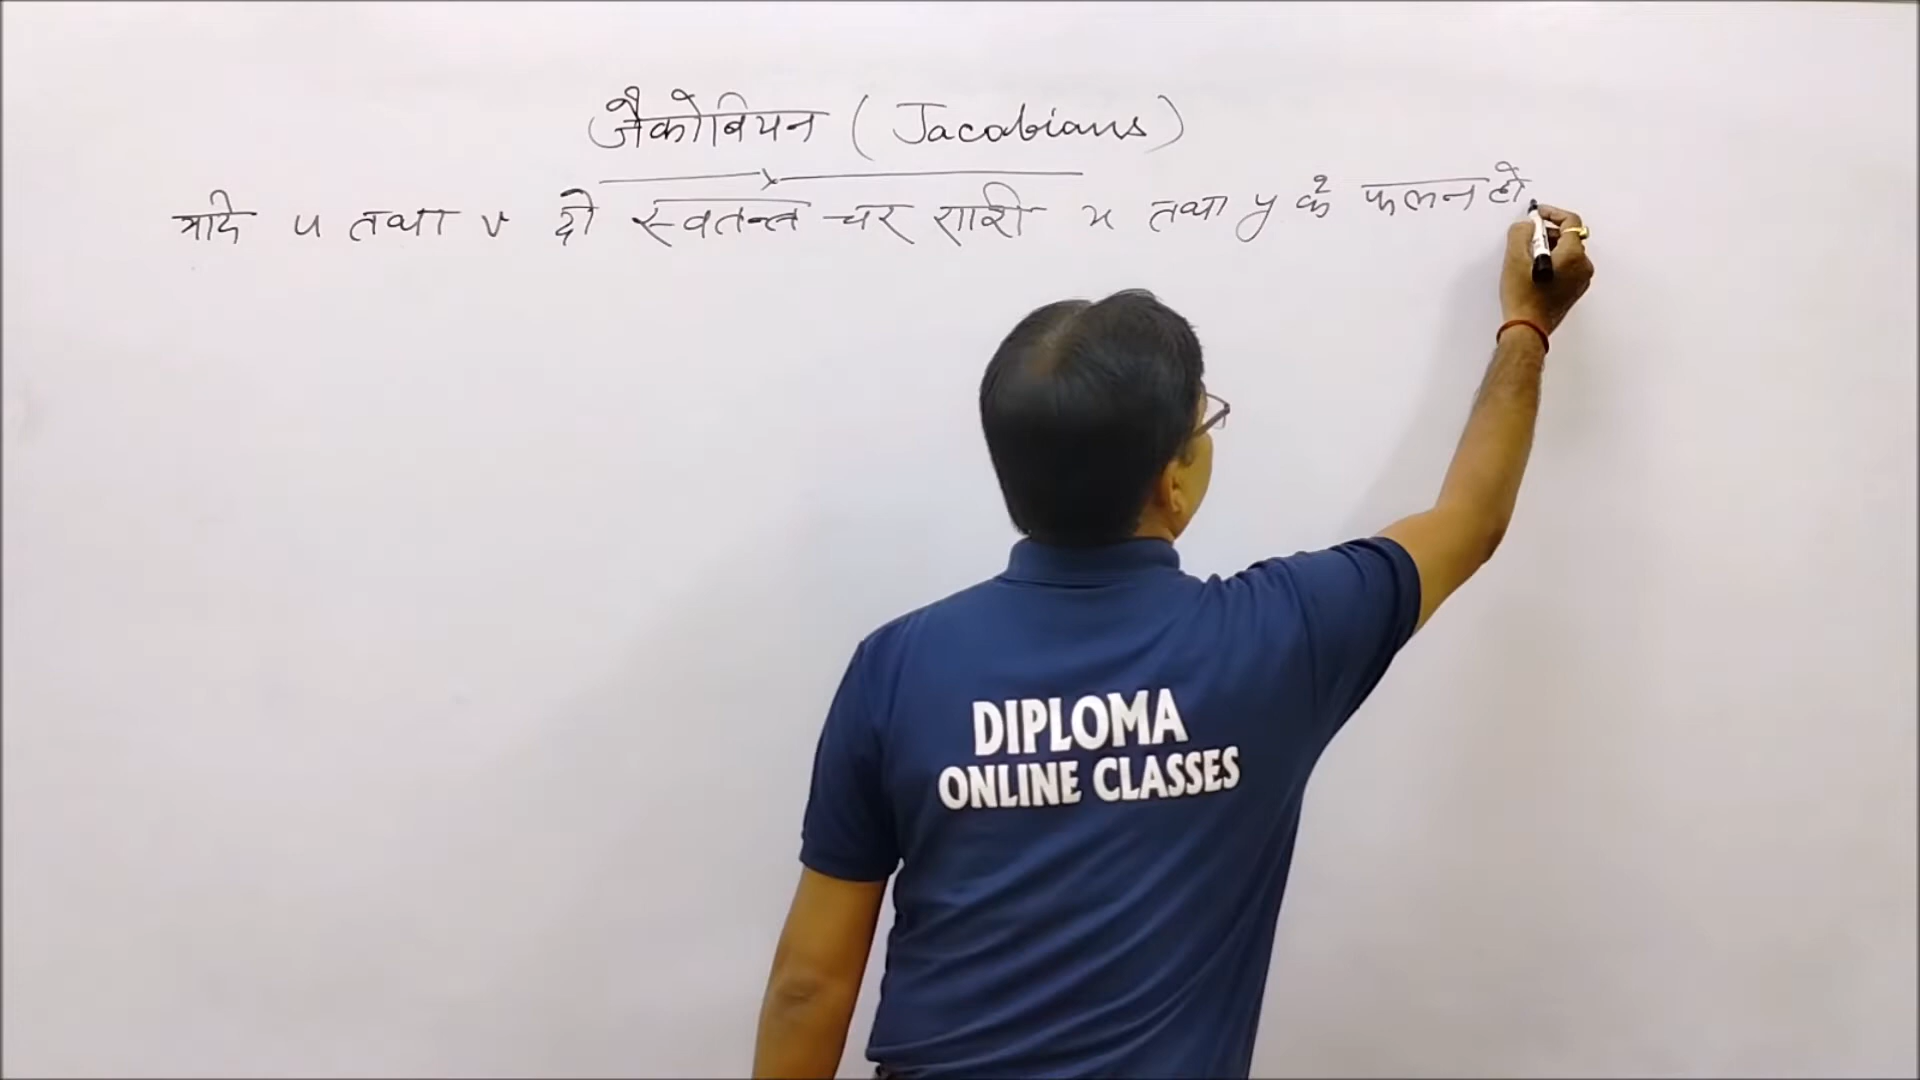 जैकोबियन ( Jacobians )
यदि u तथा v दो स्वतन्त्र चर राशी x तथा y के फलन हो
DIPLOMA
ONLINE CLASSES